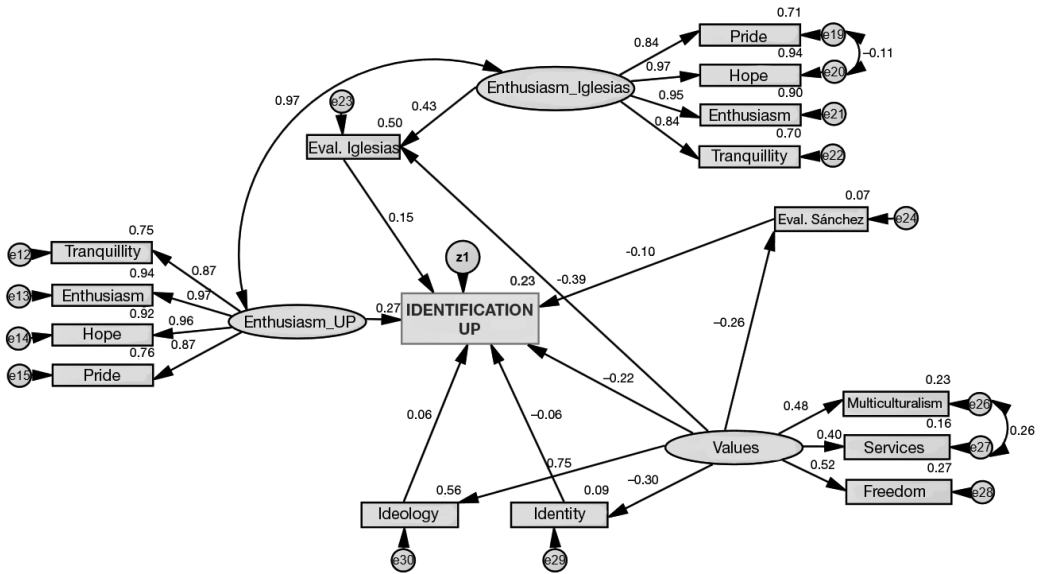 0.71
Pride
e19
0.84
0.94
−0.11
0.97
Hope
e20
Enthusiasm_Iglesias
0.90
0.95
Enthusiasm
e21
0.84
0.70
Tranquillity
e22
0.97
e23
0.43
0.50
Eval. Iglesias
0.07
Eval. Sánchez
e24
0.15
-0.10
−0.39
z1
0.23
IDENTIFICATION
UP
0.75
e12
Tranquillity
0.87
0.94
e13
Enthusiasm
0.97
0.92
e14
Hope
0.96
0.76
0.87
e15
Pride
Enthusiasm_UP
0.27
−0.26
−0.22
0.06
−0.06
0.23
Multiculturalism
e26
0.48
0.16
0.26
Values
0.40
Services
e27
0.52
0.27
Freedom
e28
0.75
−0.30
0.56
Ideology
0.09
Identity
e30
e29